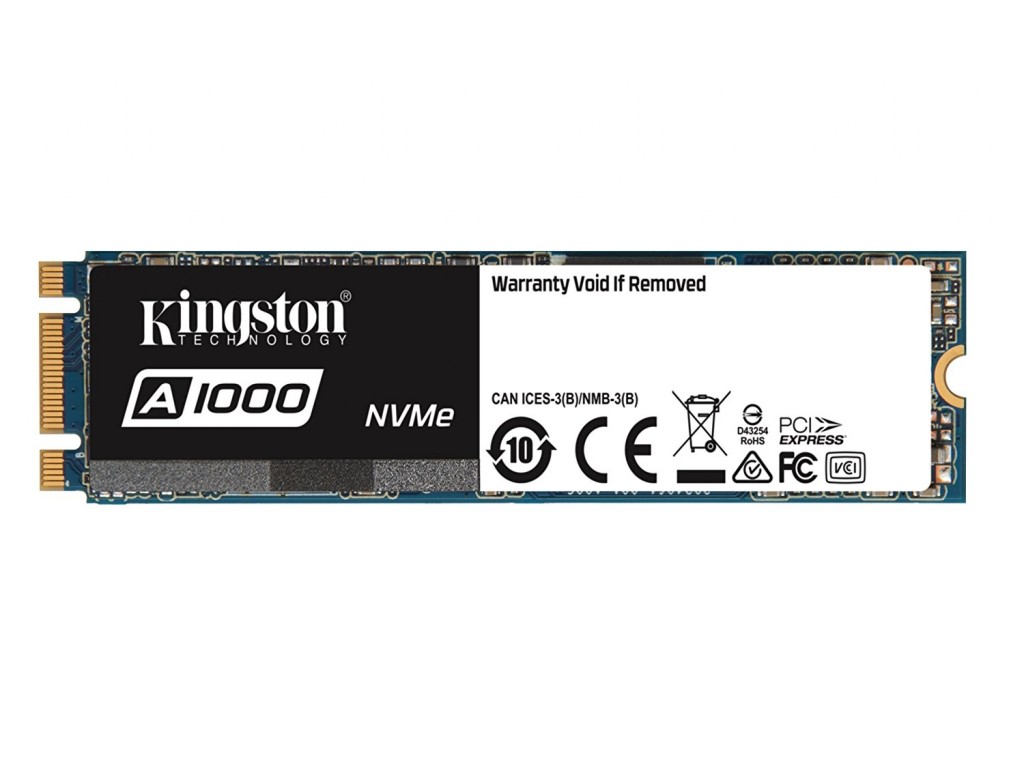 Kingston®
TECHNOLOGY
A1000
NVMe
Warranty Void If Removed
CAN ICES-3(B)/NMB-3(B)
10
CE
D43254
RoHS
PCI
EXPRESS®
FC
VCI